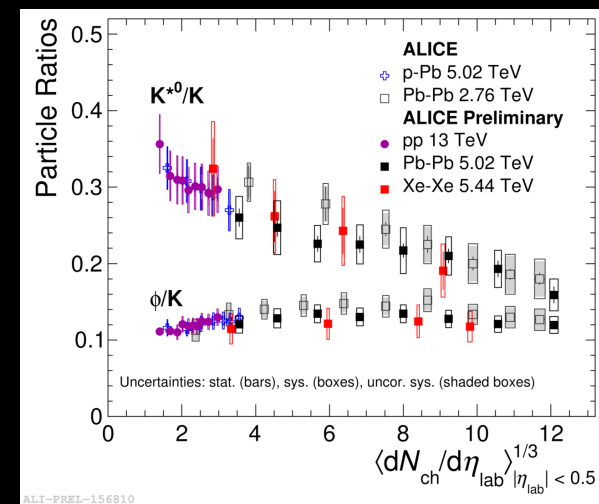 Particle Ratios
0.5
0.4
0.3
0.2
0.1
0
K*⁰/K
ϕ/K
ALICE
p-Pb 5.02 TeV
Pb-Pb 2.76 TeV
ALICE Preliminary
pp 13 TeV
Pb-Pb 5.02 TeV
Xe-Xe 5.44 TeV
Uncertainties: stat. (bars), sys. (boxes), uncor. sys. (shaded boxes)
0 2 4 6 8 10 12
⟨dN_ch/dη_lab⟩^1/3 |η_lab| < 0.5
ALI-PREL-156810